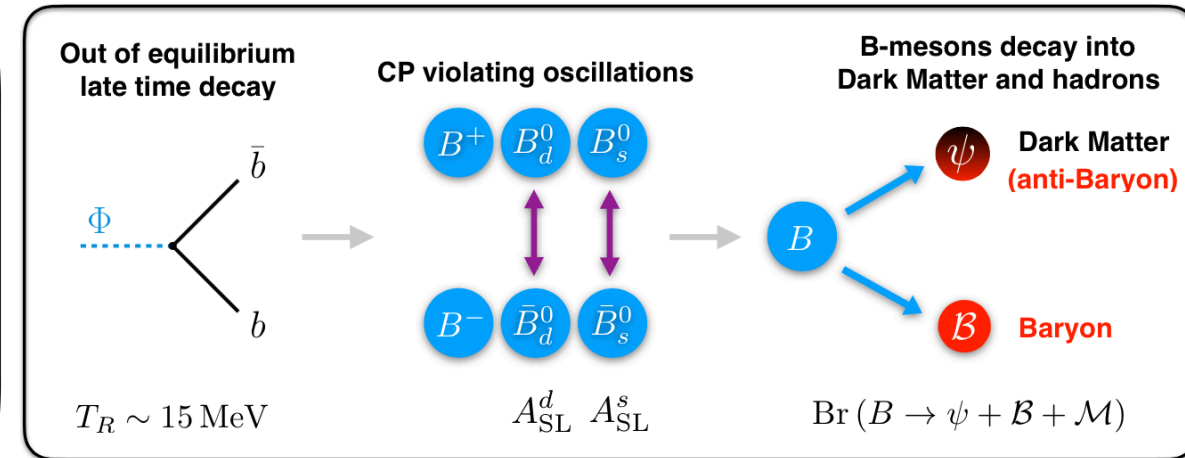 Out of equilibrium
late time decay
Φ
b̄
b
T_R ∼ 15 MeV
CP violating oscillations
B⁺ B⁰_d B⁰_s
B⁻ B̄⁰_d B̄⁰_s
A^d_SL A^s_SL
B-mesons decay into
Dark Matter and hadrons
B
ψ
Dark Matter
(anti-Baryon)
ℬ Baryon
Br (B → ψ + ℬ + ℳ)